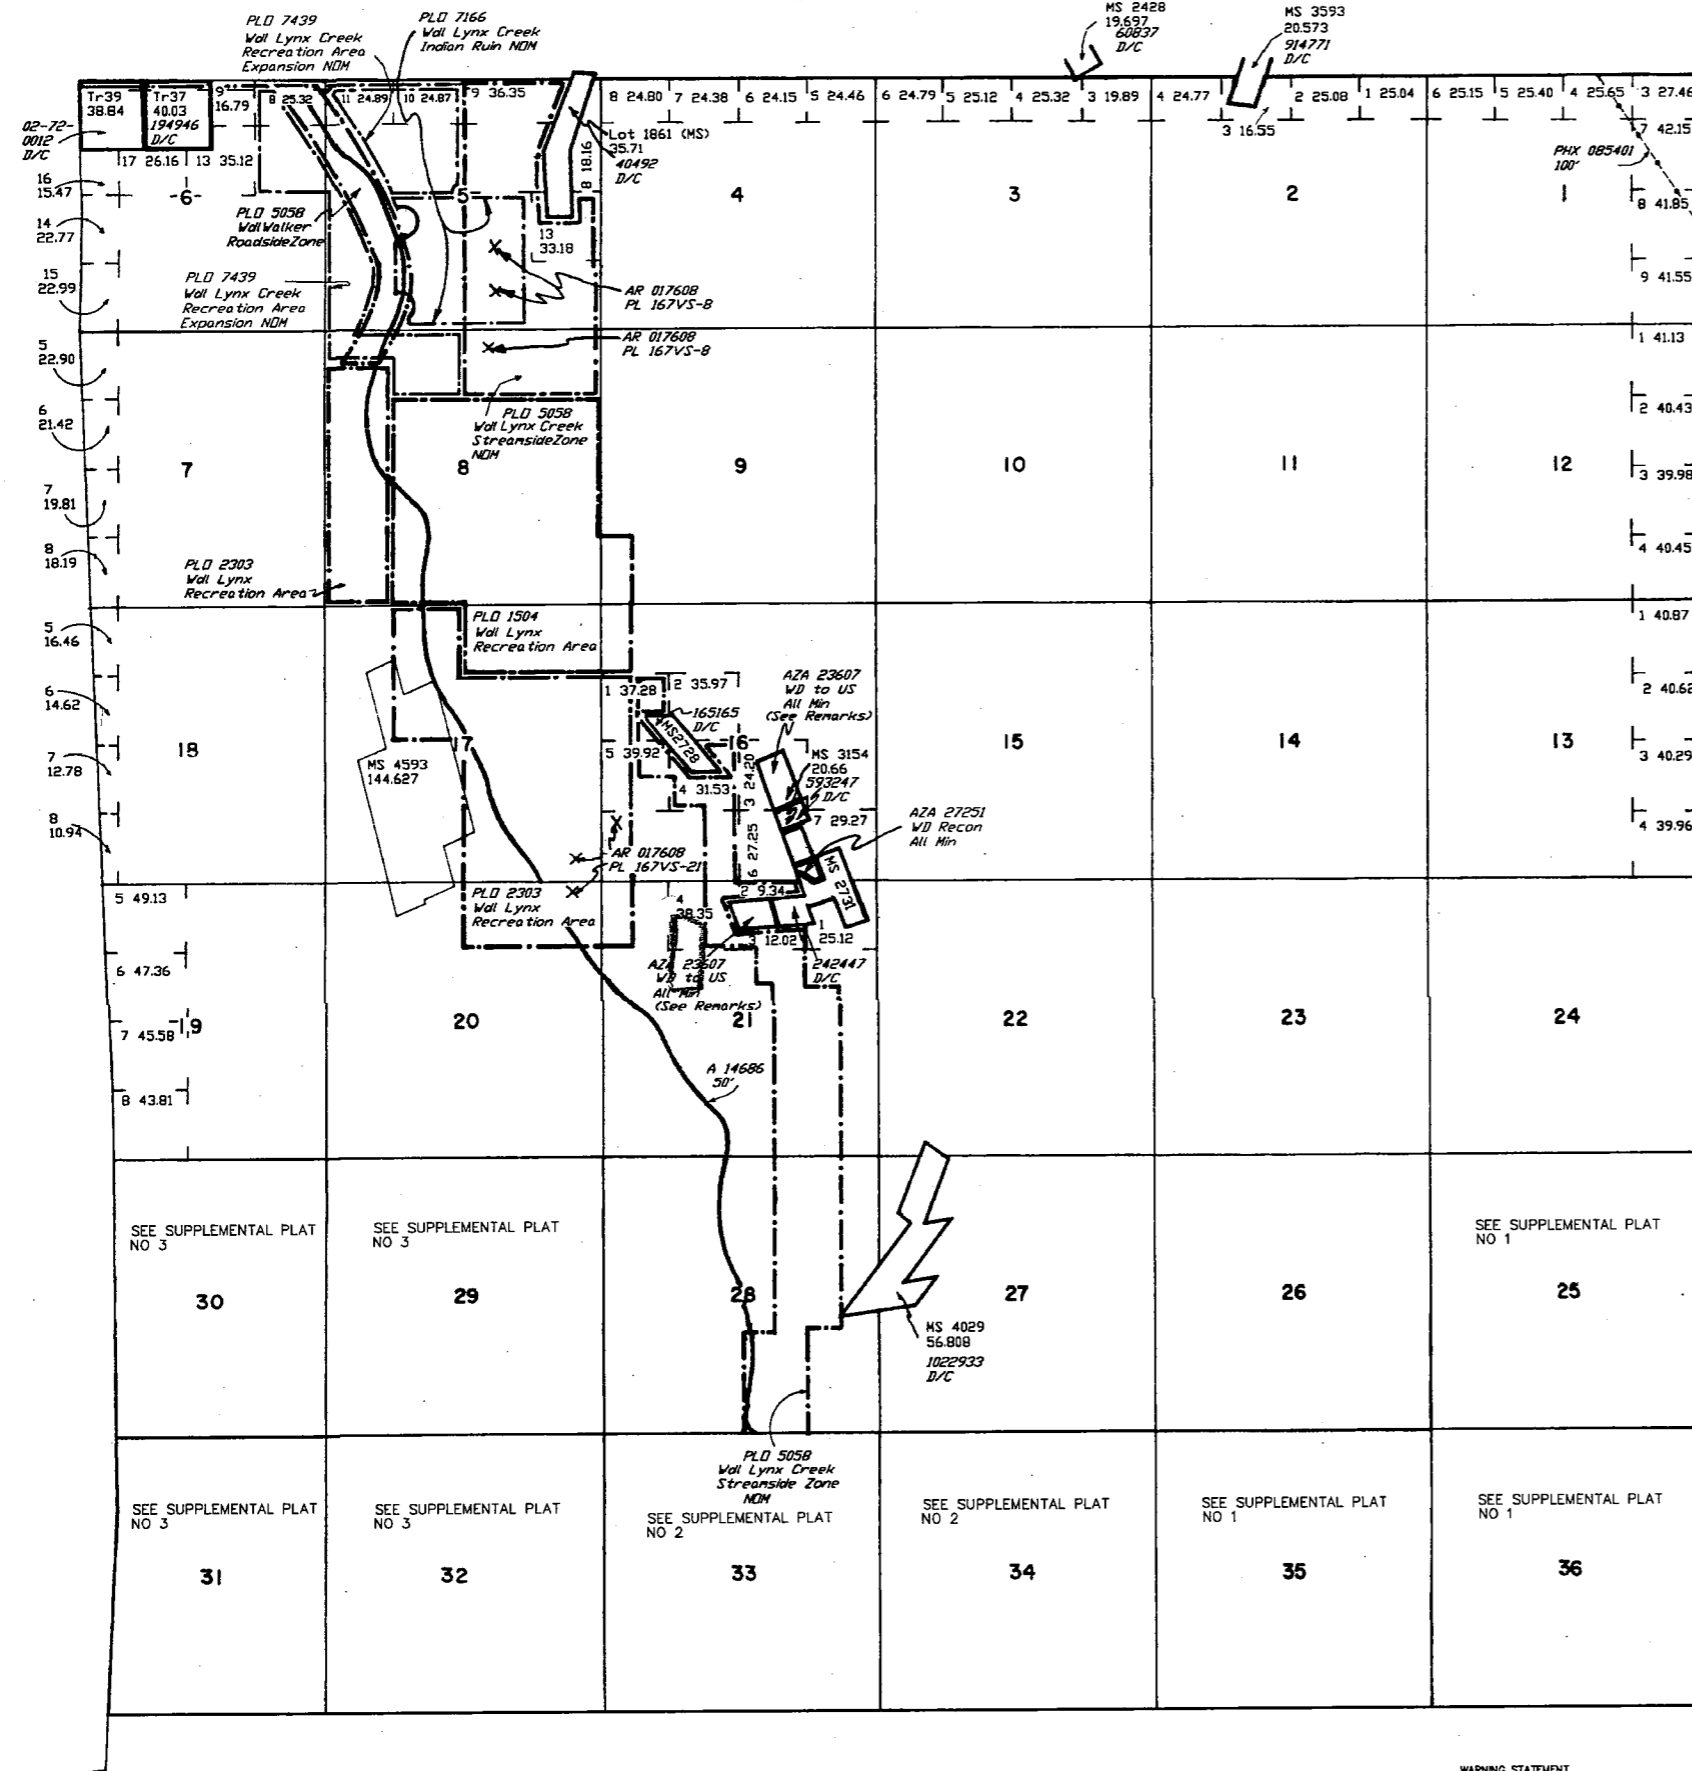 PLO 7439
Wdl Lynx Creek
Recreation Area
Expansion NOM
PLO 7166
Wdl Lynx Creek
Indian Ruin NOM
MS 2428
19.697
60837
D/C
MS 3593
20.573
914771
D/C
Tr39
38.84
Tr37
40.03
194946
D/C
9
16.79
8 25.32
11 24.89
10 24.87
9 36.35
8 24.80
7 24.38
6 24.15
5 24.46
6 24.79
5 25.12
4 25.32
3 19.89
4 24.77
3 16.55
2 25.08
1 25.04
6 25.15
5 25.40
4 25.65
3 27.46
02-72-
0012
D/C
17 26.16
13 35.12
Lot 1861 (MS)
35.71
40492
D/C
8 18.16
7 42.15
PHX 085401
100'
16
15.47
6
5
4
3
2
1
8 41.85
14
22.77
PLO 5058
WdlWalker
RoadsideZone
13
33.18
15
22.99
PLO 7439
Wdl Lynx Creek
Recreation Area
Expansion NOM
AR 017608
PL 167VS-8
9 41.55
5
22.90
AR 017608
PL 167VS-8
1 41.13
6
21.42
PLO 5058
Wdl Lynx Creek
StreamsideZone
NOM
2 40.43
7
8
9
10
11
12
3 39.98
7
19.81
8
18.19
PLO 2303
Wdl Lynx
Recreation Area
4 40.45
5
16.46
PLO 1504
Wdl Lynx
Recreation Area
1 40.87
6
14.62
1 37.28
2 35.97
165165
D/C
AZA 23607
WD to US
All Min
(See Remarks)
2 40.62
18
17
MS2728
16
15
14
13
7
12.78
MS 4593
144.627
5 39.92
4 31.53
3 24.20
MS 3154
20.66
593247
D/C
3 40.29
8
10.94
7 29.27
AZA 27251
WD Recon
All Min
4 39.96
AR 017608
PL 167VS-21
6 27.25
MS 2731
5 49.13
PLO 2303
Wdl Lynx
Recreation Area
4
38.35
2 9.34
3
12.02
1
25.12
6 47.36
AZA 23607
WD to US
All Min
(See Remarks)
242447
D/C
19
7 45.58
20
21
22
23
24
8 43.81
A 14686
50'
SEE SUPPLEMENTAL PLAT
NO 3
SEE SUPPLEMENTAL PLAT
NO 3
SEE SUPPLEMENTAL PLAT
NO 1
30
29
28
27
26
25
MS 4029
56.808
1022933
D/C
PLO 5058
Wdl Lynx Creek
Streamside Zone
NOM
SEE SUPPLEMENTAL PLAT
NO 3
SEE SUPPLEMENTAL PLAT
NO 3
SEE SUPPLEMENTAL PLAT
NO 2
SEE SUPPLEMENTAL PLAT
NO 2
SEE SUPPLEMENTAL PLAT
NO 1
SEE SUPPLEMENTAL PLAT
NO 1
31
32
33
34
35
36
WARNING STATEMENT